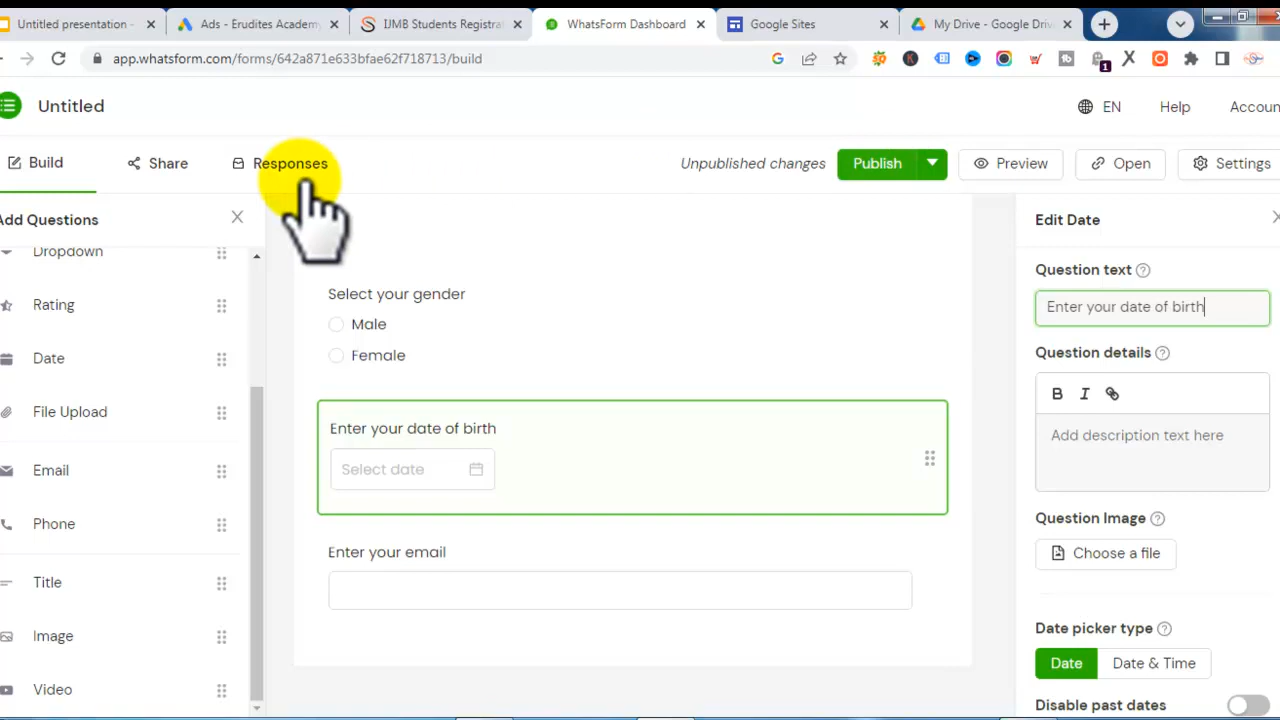 Untitled presentation -
Ads - Erudites Academy
IJMB Students Registra
WhatsForm Dashboard
Google Sites
My Drive - Google Driv
app.whatsform.com/forms/642a871e633bfae62f718713/build
1
Untitled
EN
Help
Accoun
Build
Share
Responses
Unpublished changes
Publish
Preview
Open
Settings
Add Questions
Dropdown
Rating
Date
File Upload
Email
Phone
Title
Image
Video
Select your gender
Male
Female
Enter your date of birth
Select date
Enter your email
Edit Date
Question text
Enter your date of birth
Question details
B I
Add description text here
Question Image
Choose a file
Date picker type
Date
Date & Time
Disable past dates